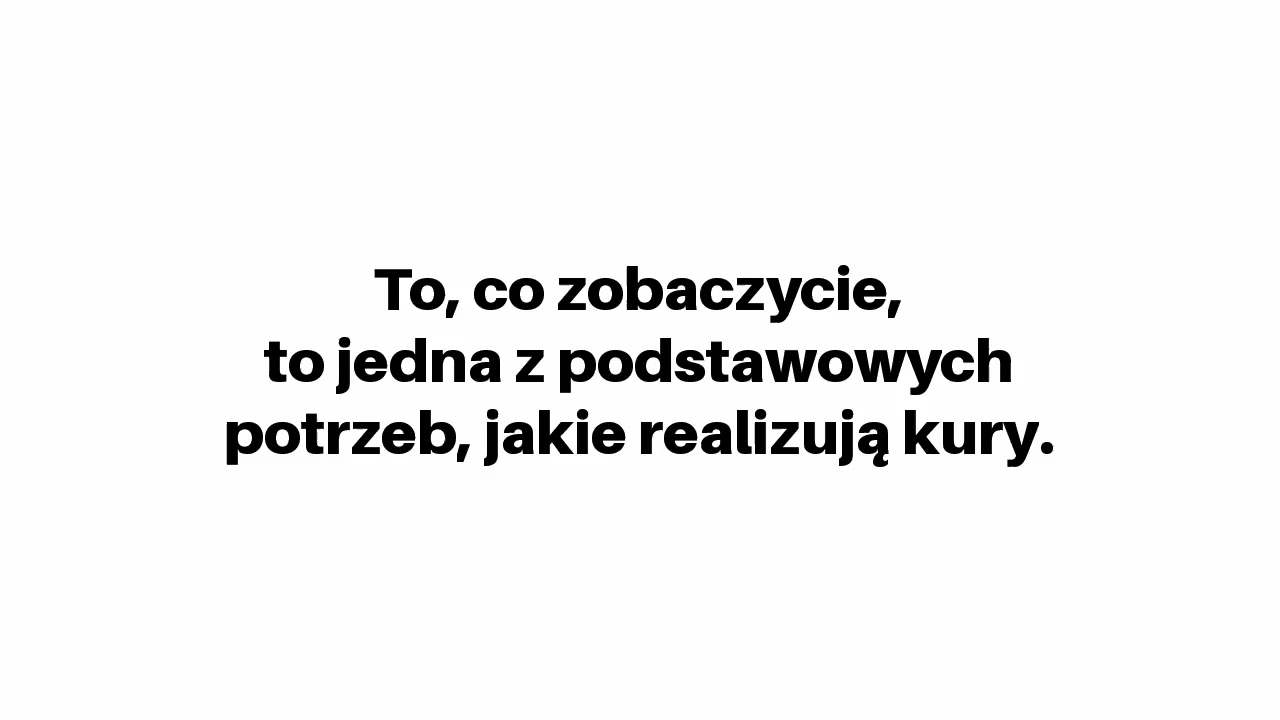 To, co zobaczycie,
to jedna z podstawowych
potrzeb, jakie realizują kury.